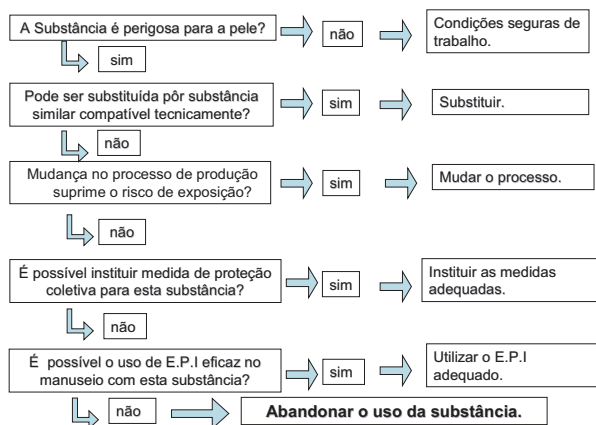 A Substância é perigosa para a pele?
não
Condições seguras de
trabalho.
sim
Pode ser substituída pôr substância
similar compatível tecnicamente?
sim
Substituir.
não
Mudança no processo de produção
suprime o risco de exposição?
sim
Mudar o processo.
não
É possível instituir medida de proteção
coletiva para esta substância?
sim
Instituir as medidas
adequadas.
não
É possível o uso de E.P.I eficaz no
manuseio com esta substância?
sim
Utilizar o E.P.I
adequado.
não
Abandonar o uso da substância.